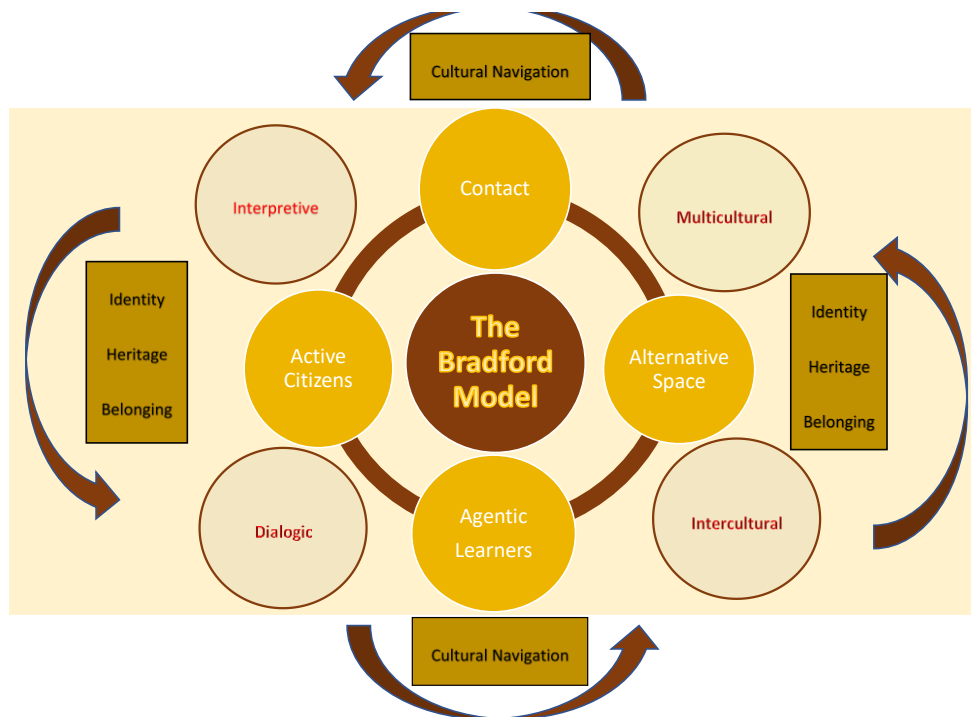 Cultural Navigation
Contact
Interpretive
Multicultural
Identity
Heritage
Belonging
Active
Citizens
The
Bradford
Model
Alternative
Space
Identity
Heritage
Belonging
Dialogic
Agentic
Learners
Intercultural
Cultural Navigation